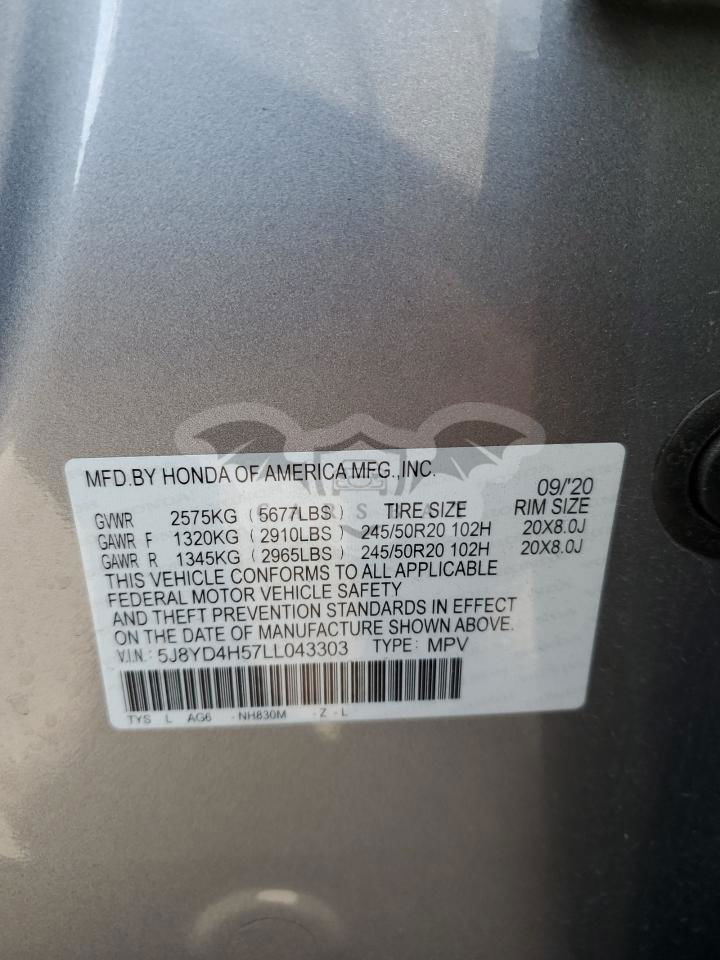 MFD.BY HONDA OF AMERICA MFG.,INC.
09/'20
GVWR 2575KG (5677LBS) TIRE SIZE RIM SIZE
GAWR F 1320KG (2910LBS) 245/50R20 102H 20X8.0J
GAWR R 1345KG (2965LBS) 245/50R20 102H 20X8.0J
THIS VEHICLE CONFORMS TO ALL APPLICABLE
FEDERAL MOTOR VEHICLE SAFETY
AND THEFT PREVENTION STANDARDS IN EFFECT
ON THE DATE OF MANUFACTURE SHOWN ABOVE.
V.I.N.: 5J8YD4H57LL043303 TYPE: MPV
TYS L AG6 -NH830M -Z -L